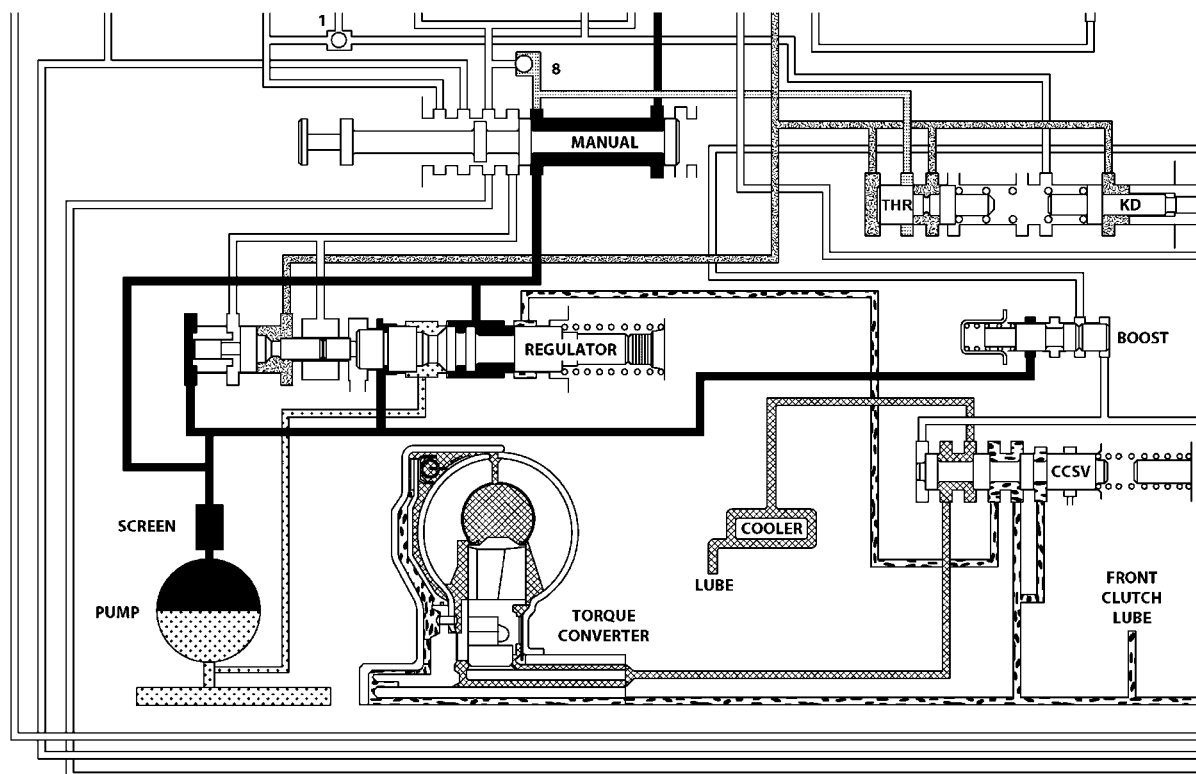 1
8
MANUAL
THR
KD
REGULATOR
BOOST
CCSV
SCREEN
COOLER
LUBE
PUMP
TORQUE
CONVERTER
FRONT
CLUTCH
LUBE